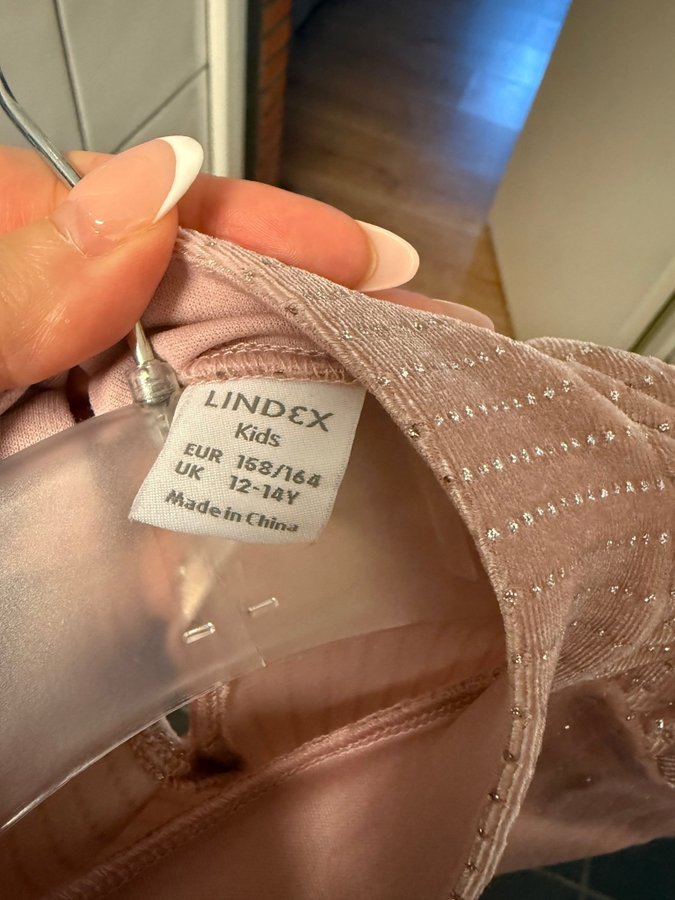 LINDEX
Kids
EUR 158/164
UK 12-14Y
Made in China